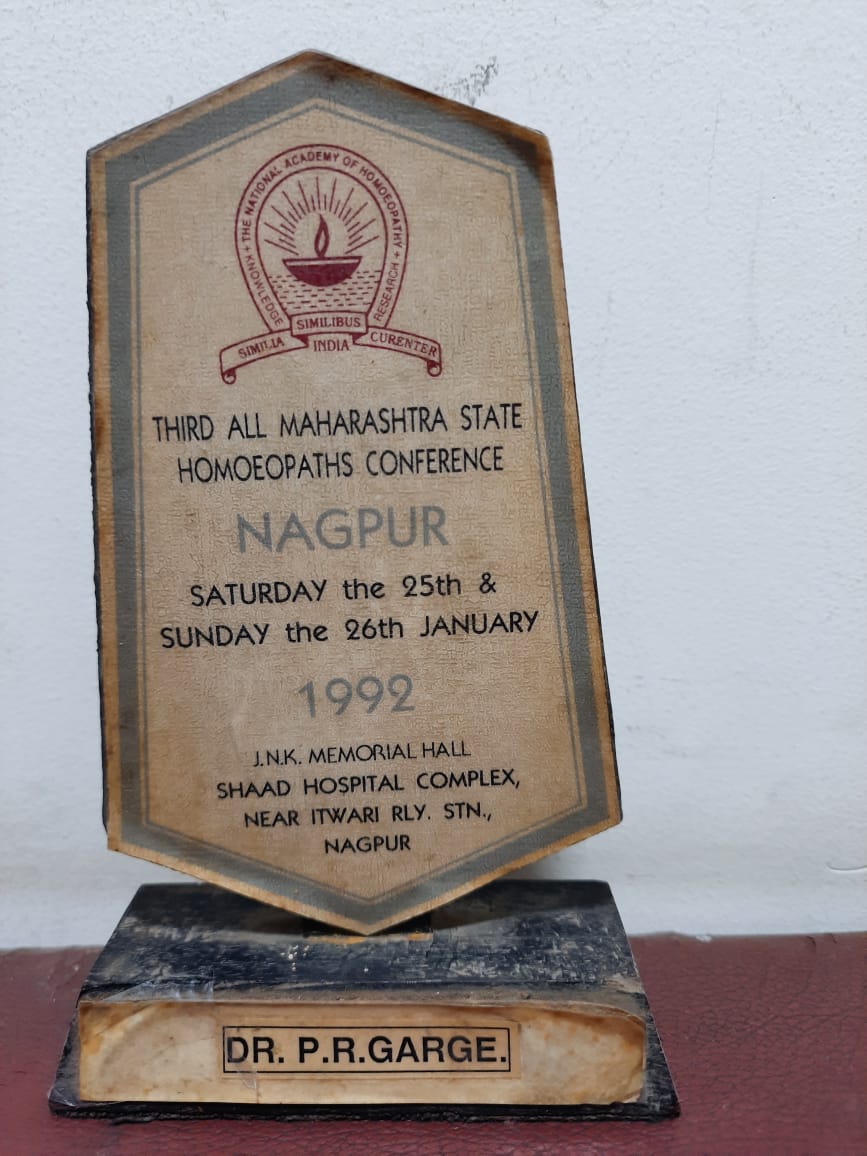 + THE NATIONAL ACADEMY OF HOMOEOPATHY +
KNOWLEDGE
RESEARCH
SIMILIA SIMILIBUS CURENTER
INDIA
THIRD ALL MAHARASHTRA STATE
HOMOEOPATHS CONFERENCE
NAGPUR
SATURDAY the 25th &
SUNDAY the 26th JANUARY
1992
J.N.K. MEMORIAL HALL
SHAAD HOSPITAL COMPLEX,
NEAR ITWARI RLY. STN.,
NAGPUR
DR. P.R.GARGE.